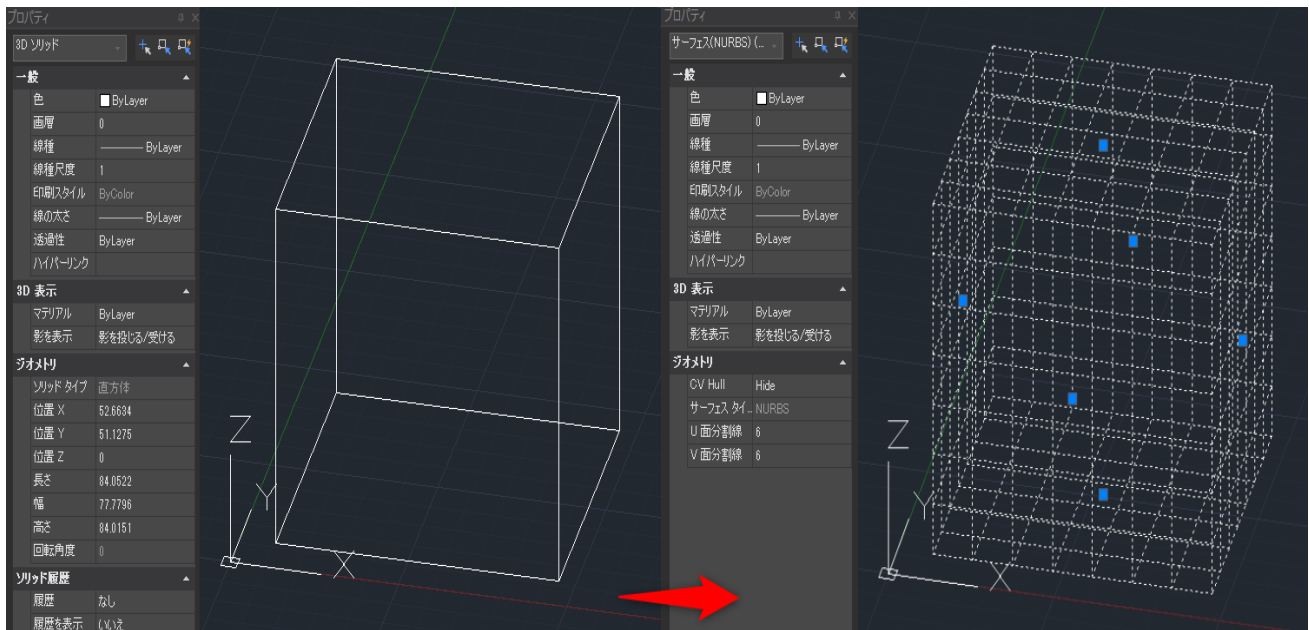 プロパティ
3D ソリッド
一般
色 ByLayer
画層 0
線種 ByLayer
線種尺度 1
印刷スタイル ByColor
線の太さ ByLayer
透過性 ByLayer
ハイパーリンク
3D 表示
マテリアル ByLayer
影を表示 影を投じる/受ける
ジオメトリ
ソリッド タイプ 直方体
位置 X 52.6634
位置 Y 51.1275
位置 Z 0
長さ 84.0522
幅 77.7796
高さ 84.0151
回転角度 0
ソリッド履歴
履歴 なし
履歴を表示 いいえ
Z
Y
X
プロパティ
サーフェス(NURBS) (...
一般
色 ByLayer
画層 0
線種 ByLayer
線種尺度 1
印刷スタイル ByColor
線の太さ ByLayer
透過性 ByLayer
ハイパーリンク
3D 表示
マテリアル ByLayer
影を表示 影を投じる/受ける
ジオメトリ
CV Hull Hide
サーフェス タイ... NURBS
U 面分割線 6
V 面分割線 6
Z
Y
X